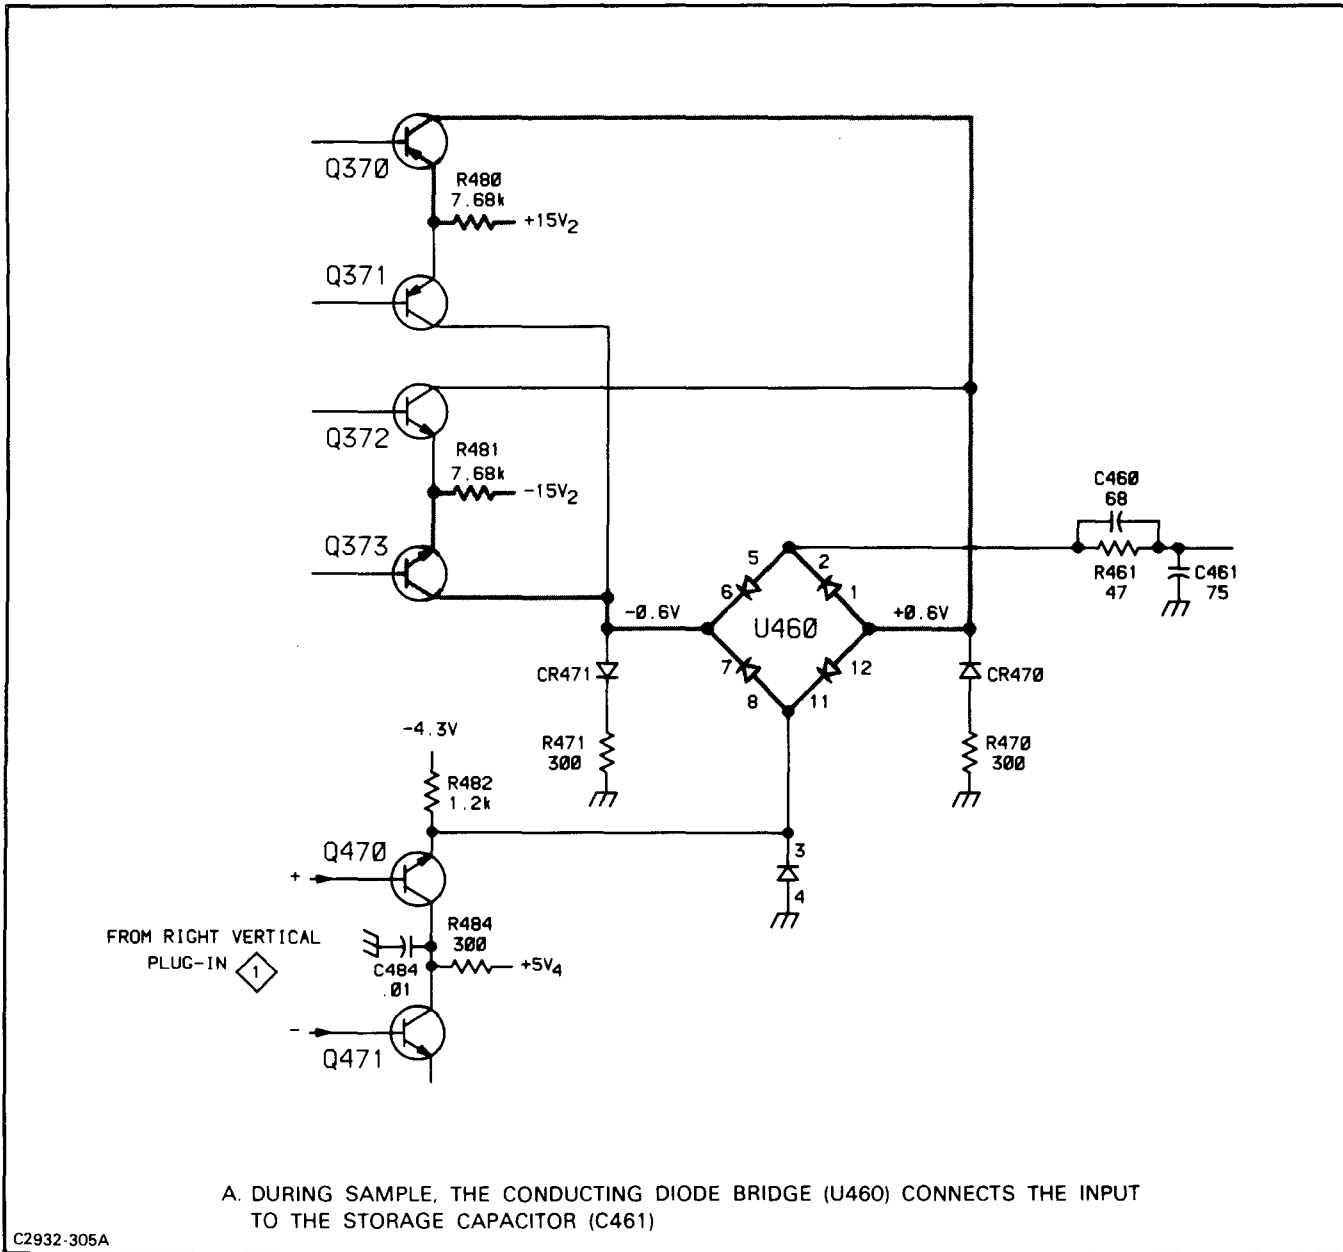 Q370
R480
7.68k
+15V2
Q371
Q372
R481
7.68k
-15V2
Q373
C460
68
R461
47
C461
75
5
2
6
1
-0.6V
U460
+0.6V
7
12
8
11
CR471
CR470
R471
300
R470
300
-4.3V
R482
1.2k
Q470
+
3
4
FROM RIGHT VERTICAL
PLUG-IN 1
R484
300
C484
.01
+5V4
-
Q471
A. DURING SAMPLE, THE CONDUCTING DIODE BRIDGE (U460) CONNECTS THE INPUT
TO THE STORAGE CAPACITOR (C461)
C2932-305A